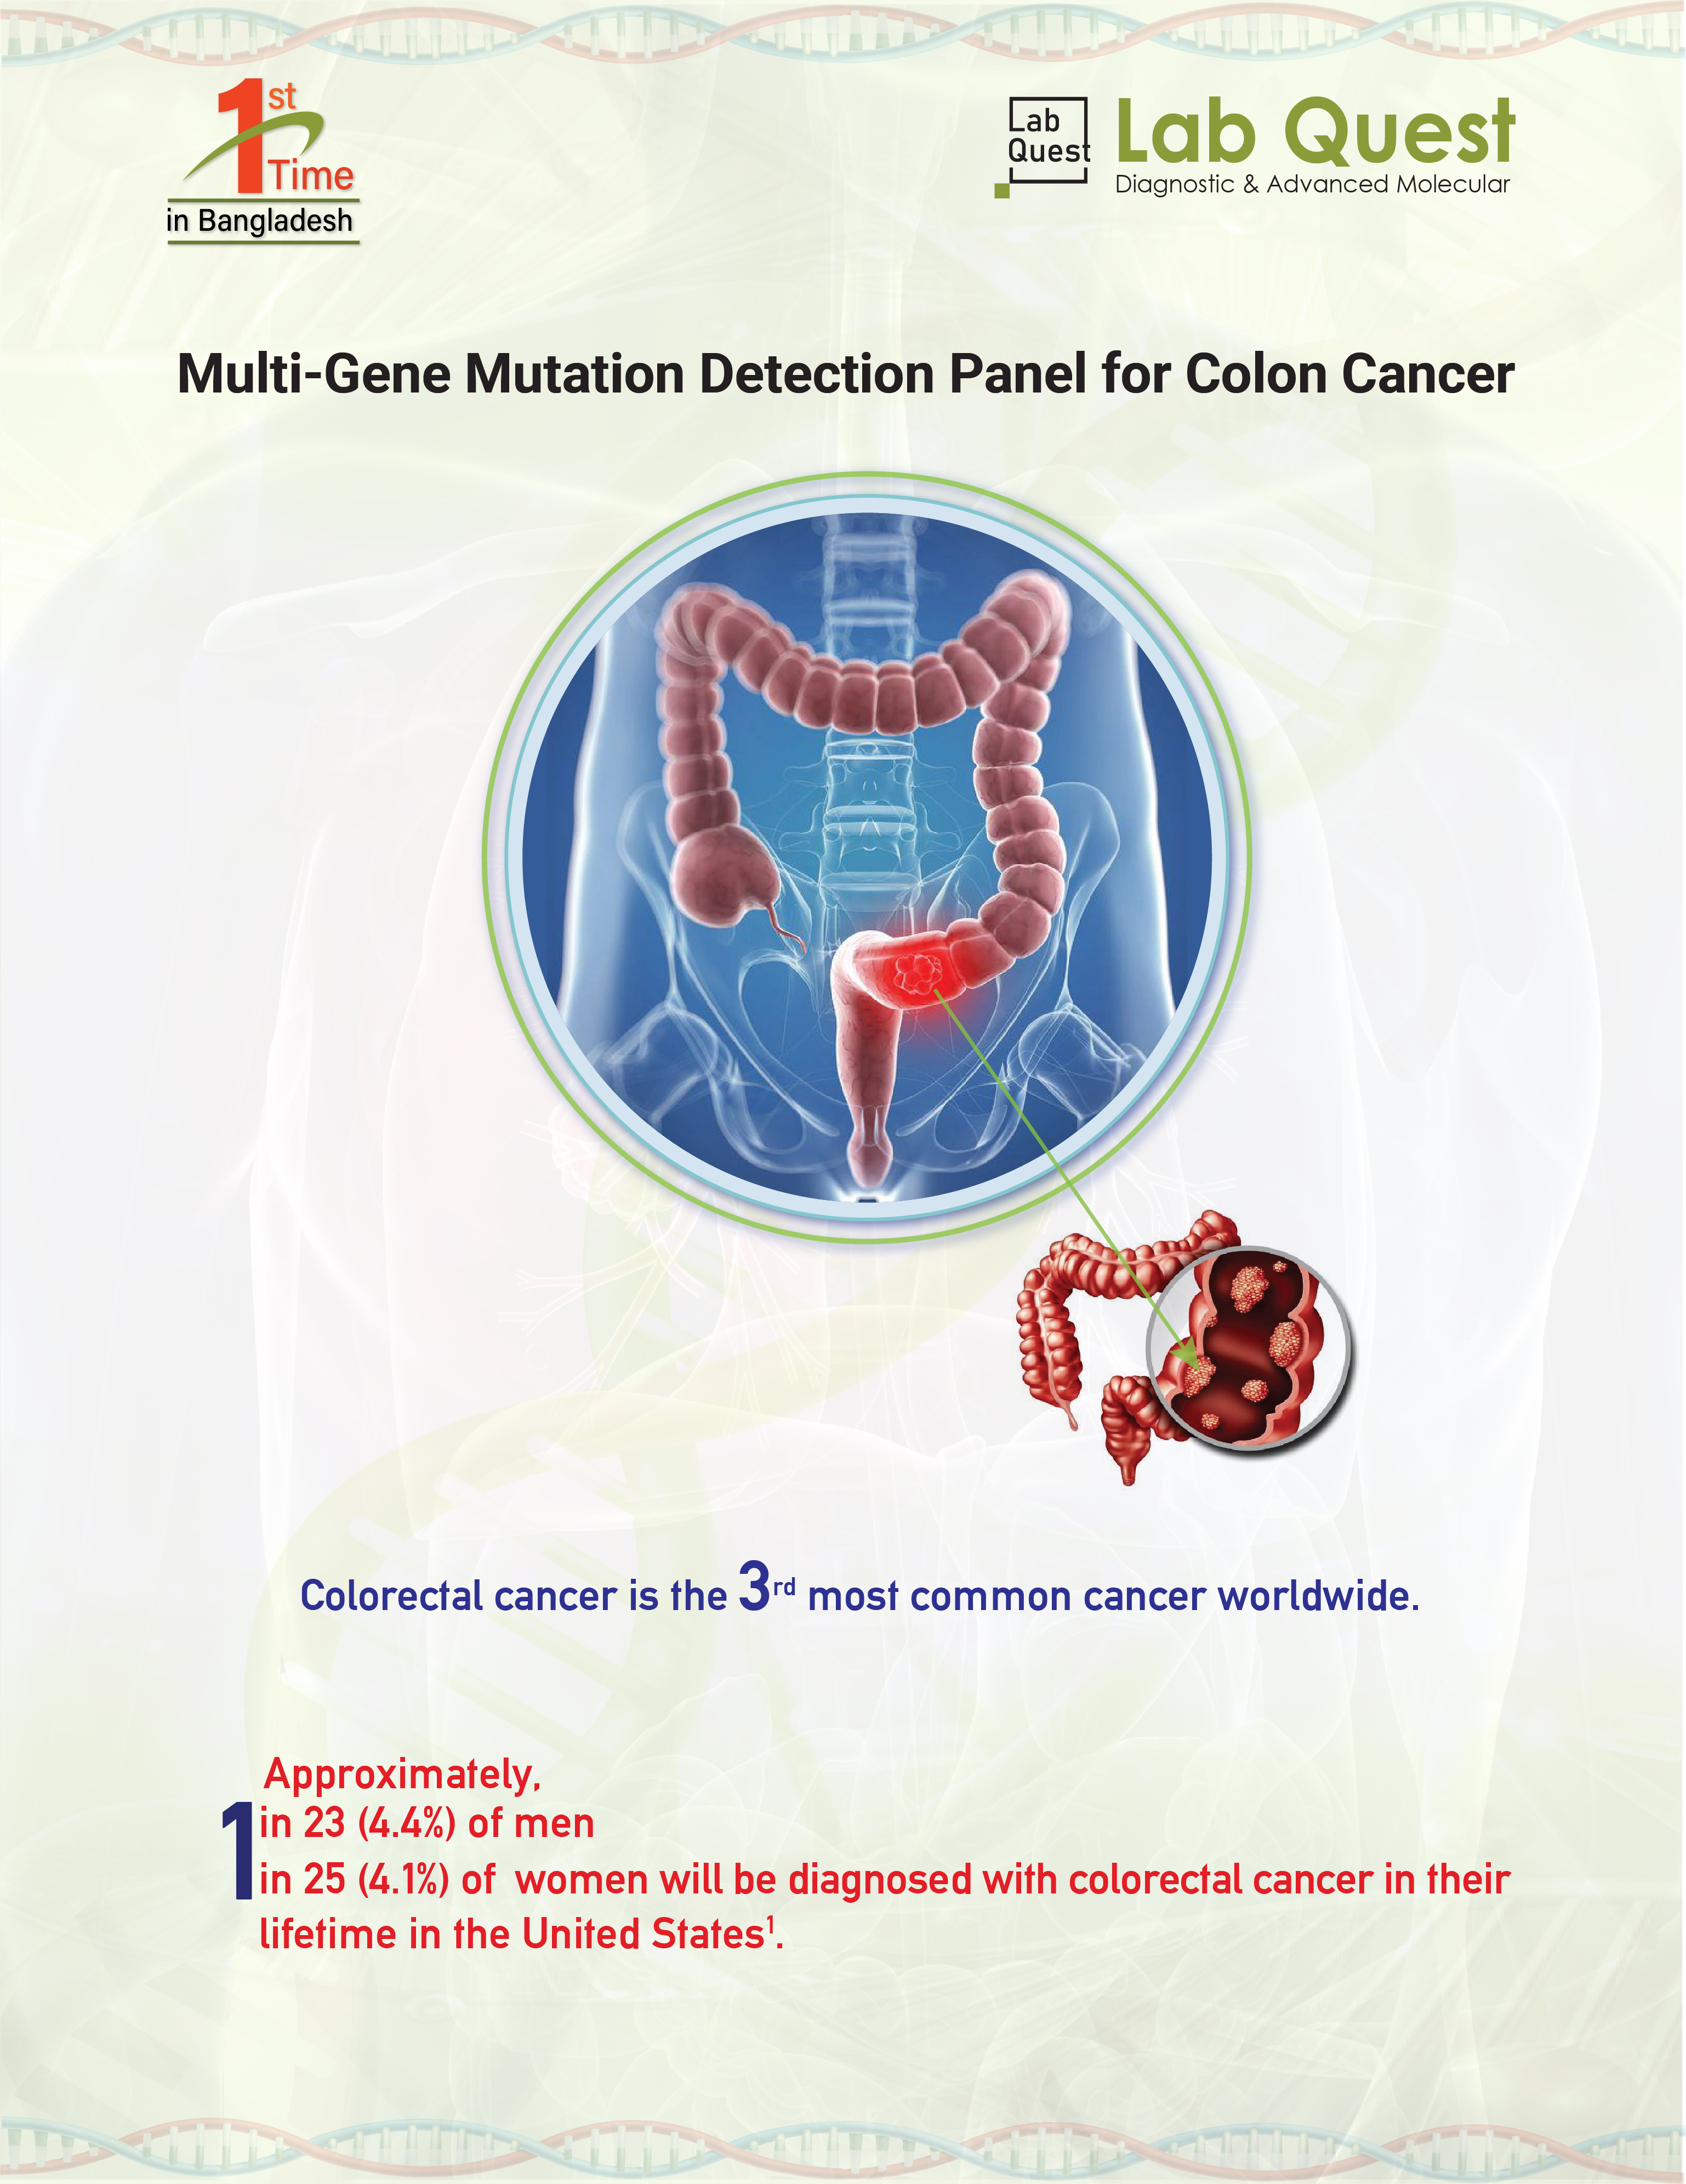 1st
Time
in Bangladesh
Lab
Quest
Lab Quest
Diagnostic & Advanced Molecular
Multi-Gene Mutation Detection Panel for Colon Cancer
Colorectal cancer is the 3rd most common cancer worldwide.
Approximately,
1 in 23 (4.4%) of men
in 25 (4.1%) of women will be diagnosed with colorectal cancer in their
lifetime in the United States1.